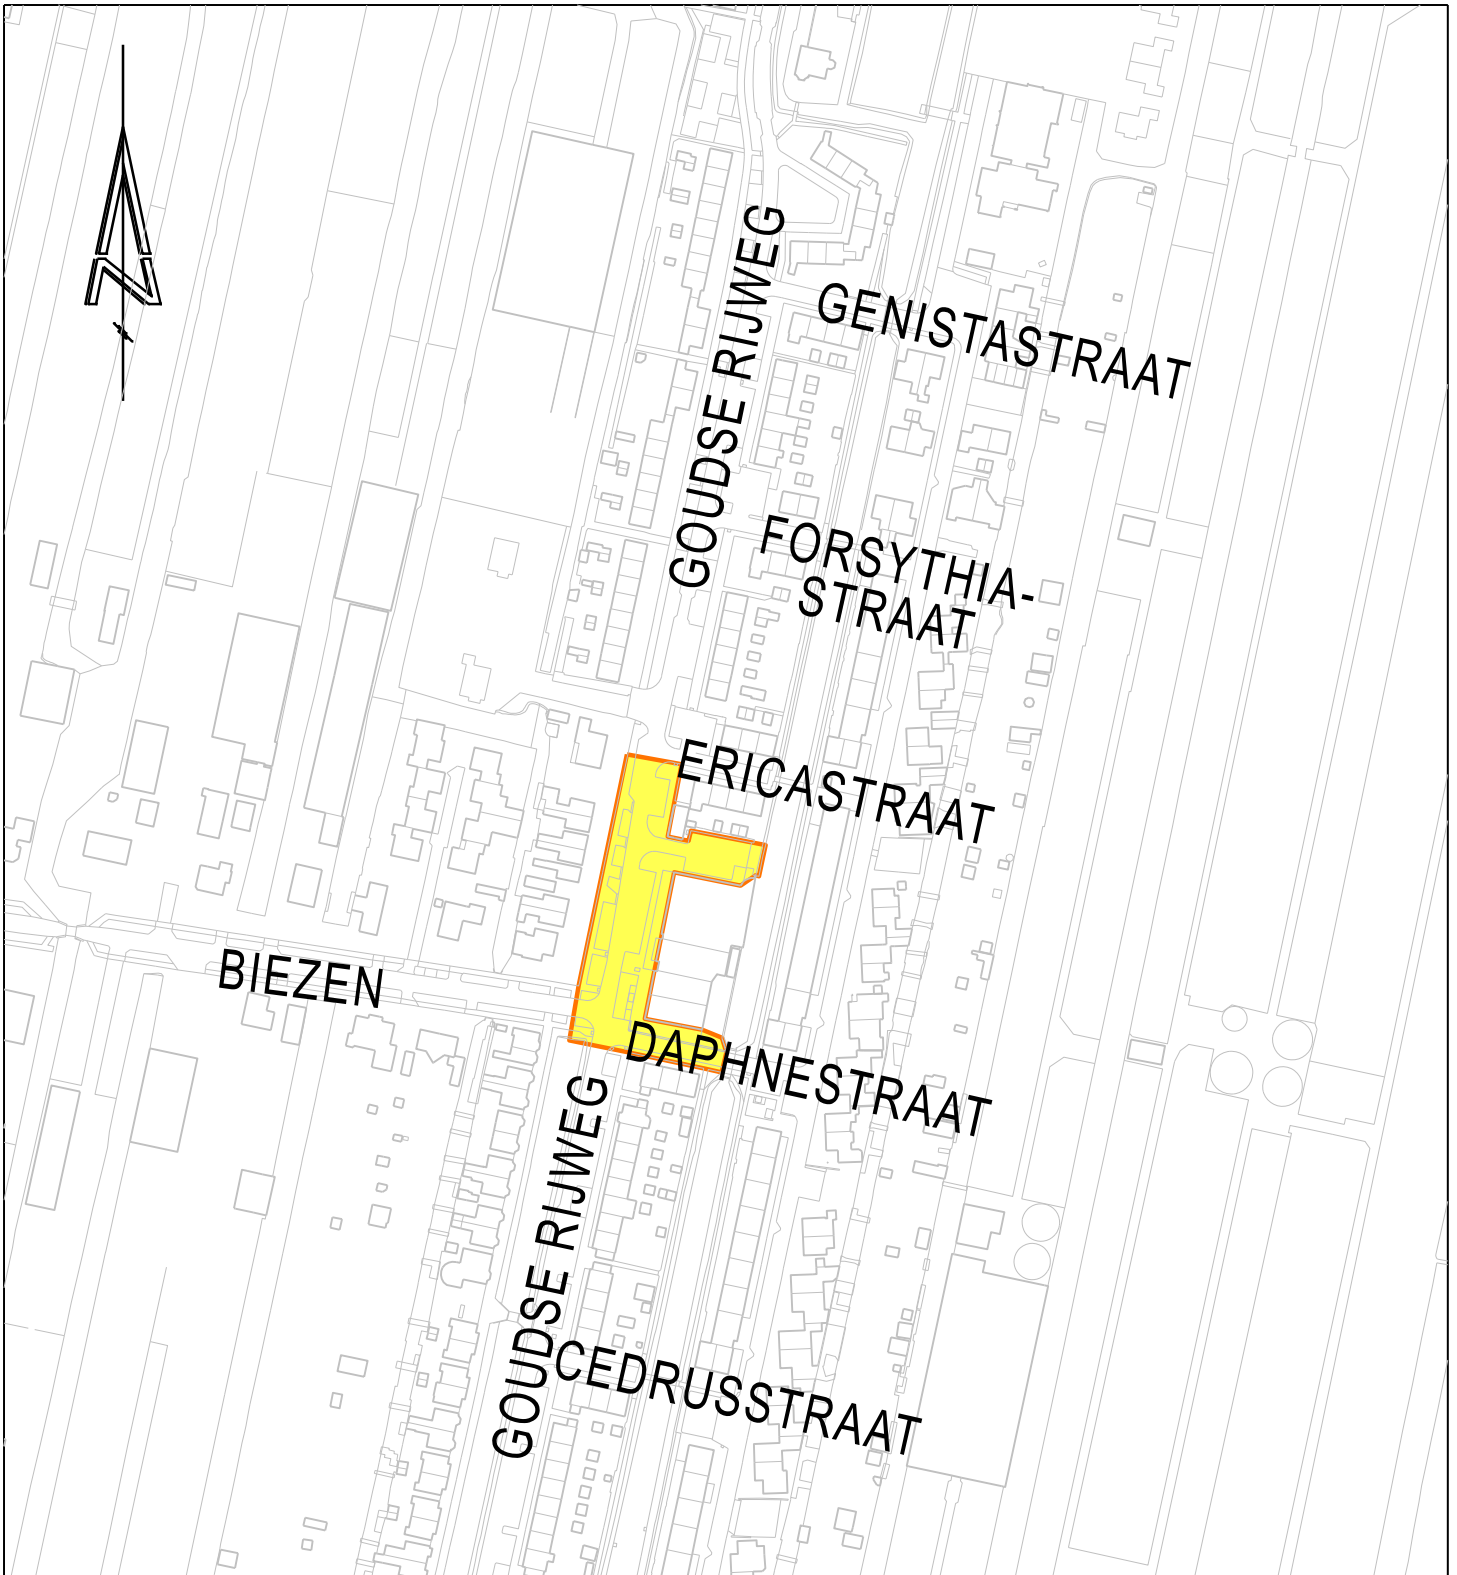 GOUDSE RIJWEG
GENISTASTRAAT
FORSYTHIA-
STRAAT
ERICASTRAAT
BIEZEN
DAPHNESTRAAT
GOUDSE RIJWEG
CEDRUSSTRAAT